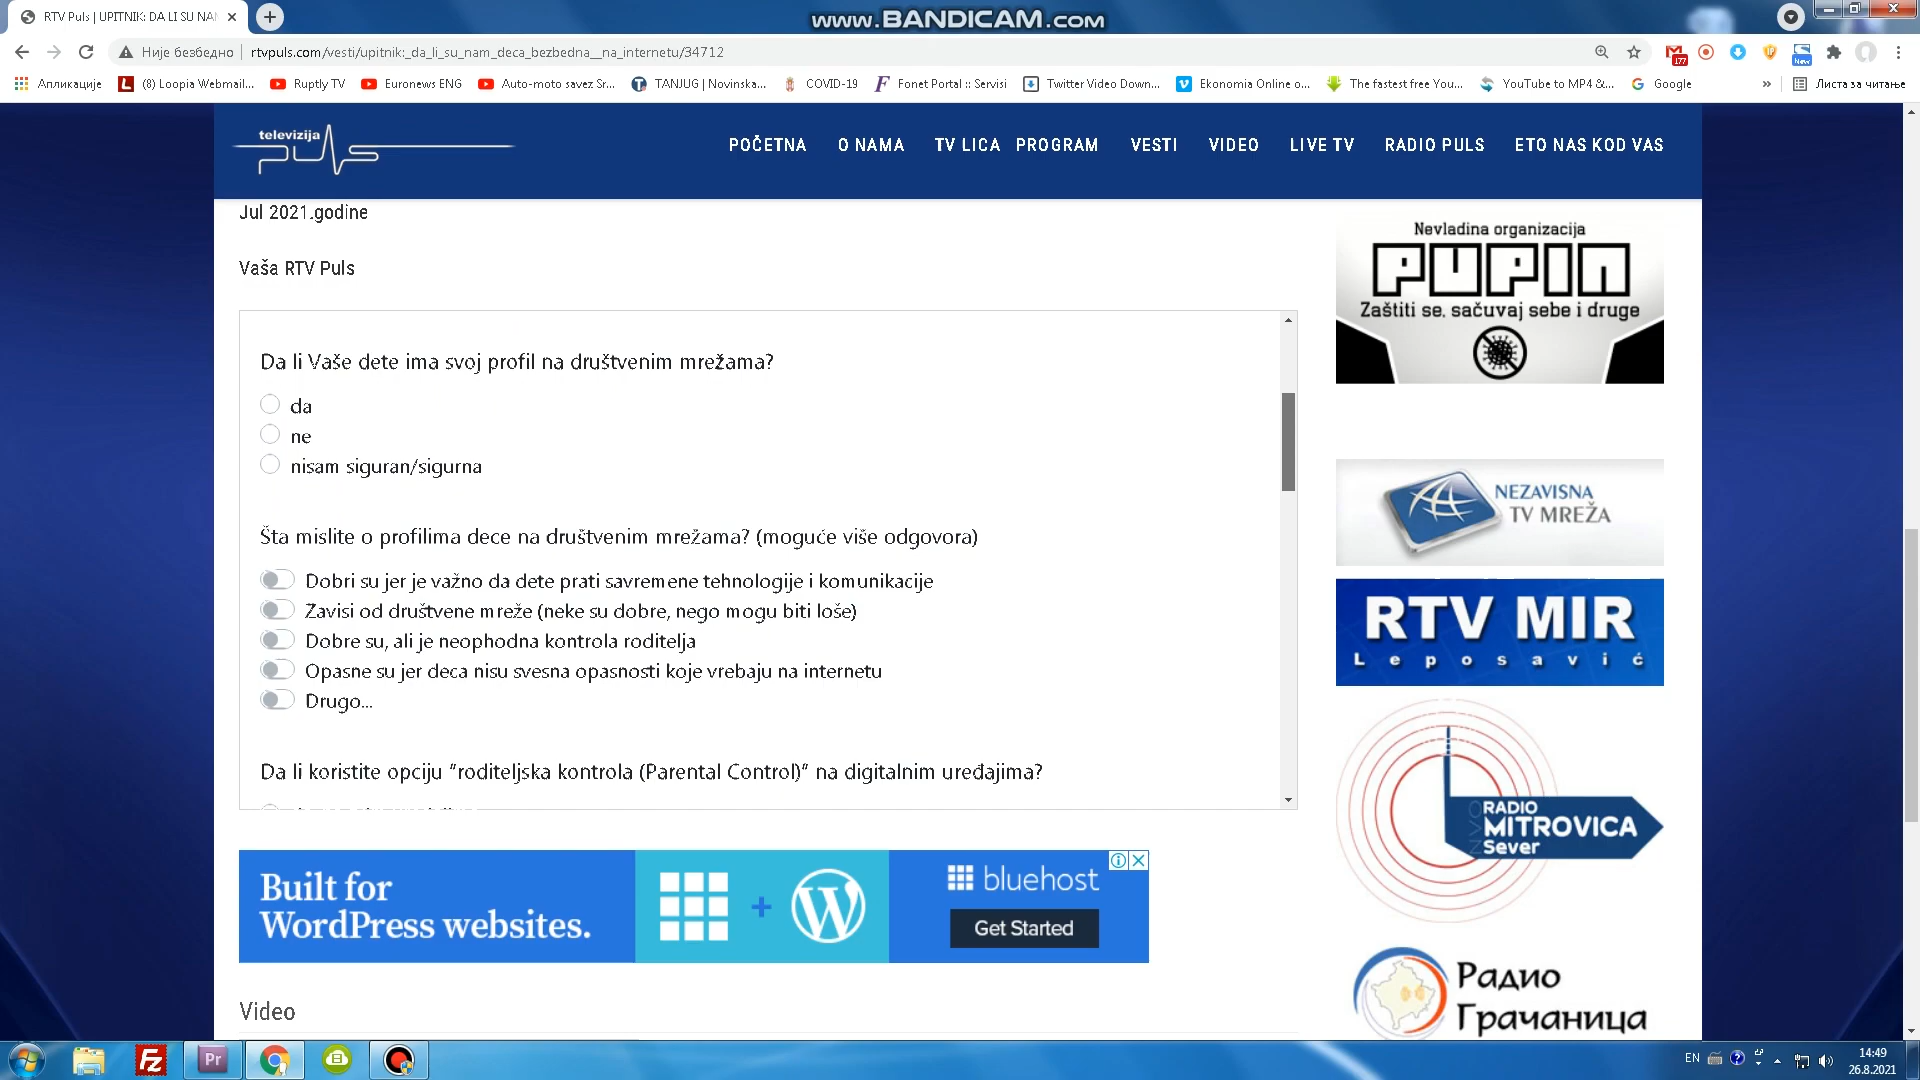 RTV Puls | UPITNIK: DA LI SU NAM
www.BANDICAM.com
Није безбедно
rtvpuls.com/vesti/upitnik:_da_li_su_nam_deca_bezbedna__na_internetu/34712
177
New
Апликације
(8) Loopia Webmail...
Ruptly TV
Euronews ENG
Auto-moto savez Sr...
TANJUG | Novinska...
COVID-19
Fonet Portal :: Servisi
Twitter Video Down...
Ekonomia Online o...
The fastest free You...
YouTube to MP4 &...
Google
»
Листа за читање
televizija
puls
POČETNA
O NAMA
TV LICA
PROGRAM
VESTI
VIDEO
LIVE TV
RADIO PULS
ETO NAS KOD VAS
Jul 2021.godine
Vaša RTV Puls
Da li Vaše dete ima svoj profil na društvenim mrežama?
da
ne
nisam siguran/sigurna
Šta mislite o profilima dece na društvenim mrežama? (moguće više odgovora)
Dobri su jer je važno da dete prati savremene tehnologije i komunikacije
Zavisi od društvene mreže (neke su dobre, nego mogu biti loše)
Dobre su, ali je neophodna kontrola roditelja
Opasne su jer deca nisu svesna opasnosti koje vrebaju na internetu
Drugo...
Da li koristite opciju "roditeljska kontrola (Parental Control)" na digitalnim uređajima?
Built for
WordPress websites.
+
bluehost
Get Started
Video
Nevladina organizacija
PUPIN
Zaštiti se, sačuvaj sebe i druge
NEZAVISNA
TV MREŽA
RTV MIR
Leposavić
RADIO
MITROVICA
Sever
Радио
Грачаница
Fz
Pr
EN
14:49
26.8.2021